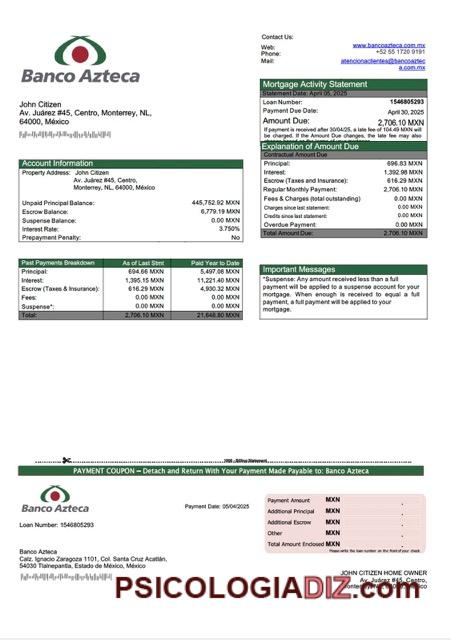 Contact Us:
Web: www.bancoazteca.com.mx
Phone: +52 55 1720 9191
Mail: atencionaclientes@bancoaztec
a.com.mx
Banco Azteca
Mortgage Activity Statement
Statement Date: April 05, 2025
Loan Number: 1546805293
Payment Due Date: April 30, 2025
Amount Due: 2,706.10 MXN
If payment is received after 30/04/25, a late fee of 104.49 MXN will
be charged. If the Amount Due changes, the late fee may also
John Citizen
Av. Juárez #45, Centro, Monterrey, NL,
64000, México
Explanation of Amount Due
Contractual Amount Due
Principal: 696.83 MXN
Interest: 1,392.98 MXN
Escrow (Taxes and Insurance): 616.29 MXN
Regular Monthly Payment: 2,706.10 MXN
Fees & Charges (total outstanding) 0.00 MXN
Charges since last statement: 0.00 MXN
Credits since last statement: 0.00 MXN
Overdue Payment: 0.00 MXN
Total Amount Due: 2,706.10 MXN
Account Information
Property Address: John Citizen
Av. Juárez #45, Centro,
Monterrey, NL, 64000, México
Unpaid Principal Balance: 445,752.92 MXN
Escrow Balance: 6,779.19 MXN
Suspense Balance: 0.00 MXN
Interest Rate: 3.750%
Prepayment Penalty: No
Past Payments Breakdown As of Last Stmt Paid Year to Date
Principal: 694.66 MXN 5,497.08 MXN
Interest: 1,395.15 MXN 11,221.40 MXN
Escrow (Taxes & Insurance): 616.29 MXN 4,930.32 MXN
Fees: 0.00 MXN 0.00 MXN
Suspense*: 0.00 MXN 0.00 MXN
Total: 2,706.10 MXN 21,648.80 MXN
Important Messages
*Suspense: Any amount received less than a full
payment will be applied to a suspense account for your
mortgage. When enough is received to equal a full
payment, a full payment will be applied to your
mortgage.
PAYMENT COUPON – Detach and Return With Your Payment Made Payable to: Banco Azteca
Banco Azteca
Payment Date: 05/04/2025
Loan Number: 1546805293
Payment Amount MXN .
Additional Principal MXN .
Additional Escrow MXN .
Other MXN .
Total Amount Enclosed MXN .
Please write the loan number on the front of your check.
Banco Azteca
Calz. Ignacio Zaragoza 1101, Col. Santa Cruz Acatlán,
54030 Tlalnepantla, Estado de México, México
JOHN CITIZEN HOME OWNER
Av. Juárez #45, Centro,
Monterrey, NL, 64000, México
PSICOLOGIADIZ.com